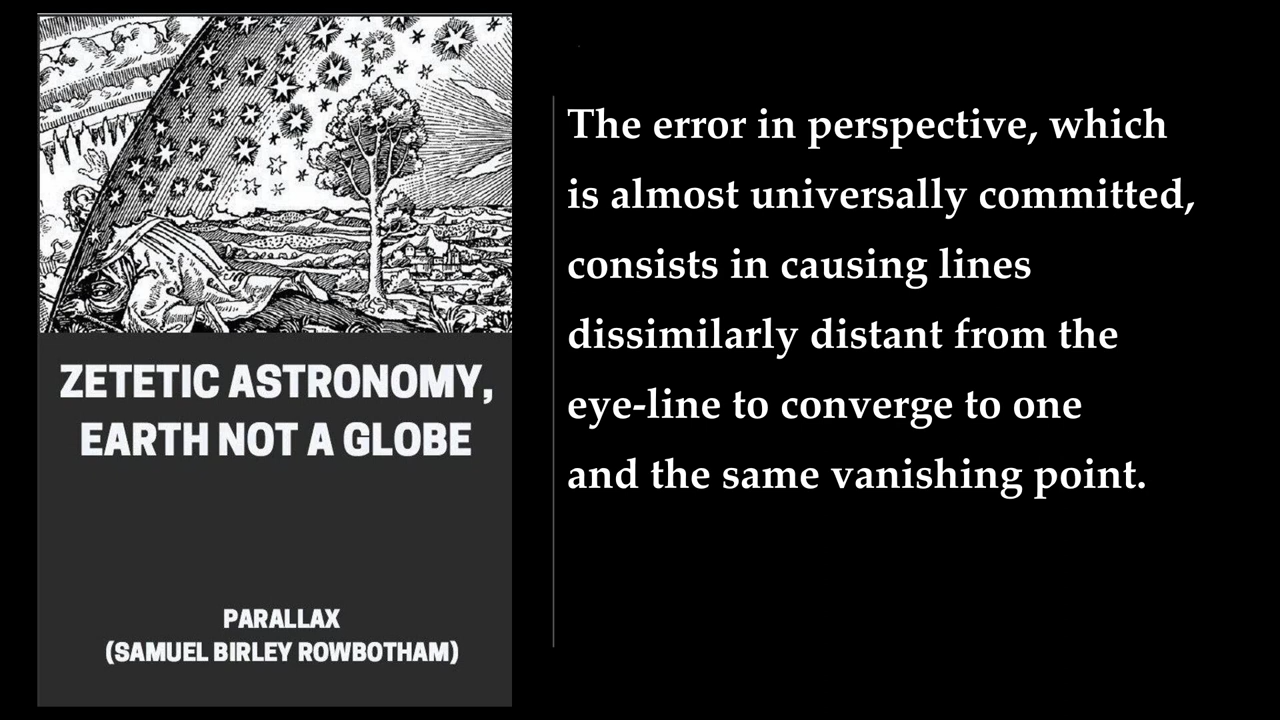 ZETETIC ASTRONOMY,
EARTH NOT A GLOBE
PARALLAX
(SAMUEL BIRLEY ROWBOTHAM)
The error in perspective, which
is almost universally committed,
consists in causing lines
dissimilarly distant from the
eye-line to converge to one
and the same vanishing point.